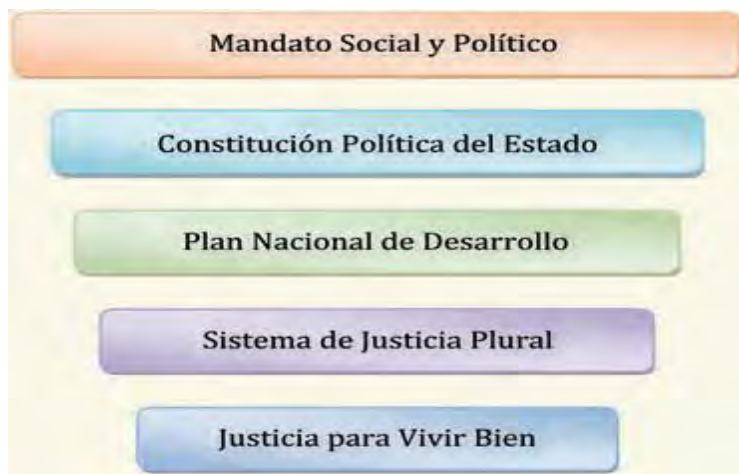 Mandato Social y Político
Constitución Política del Estado
Plan Nacional de Desarrollo
Sistema de Justicia Plural
Justicia para Vivir Bien